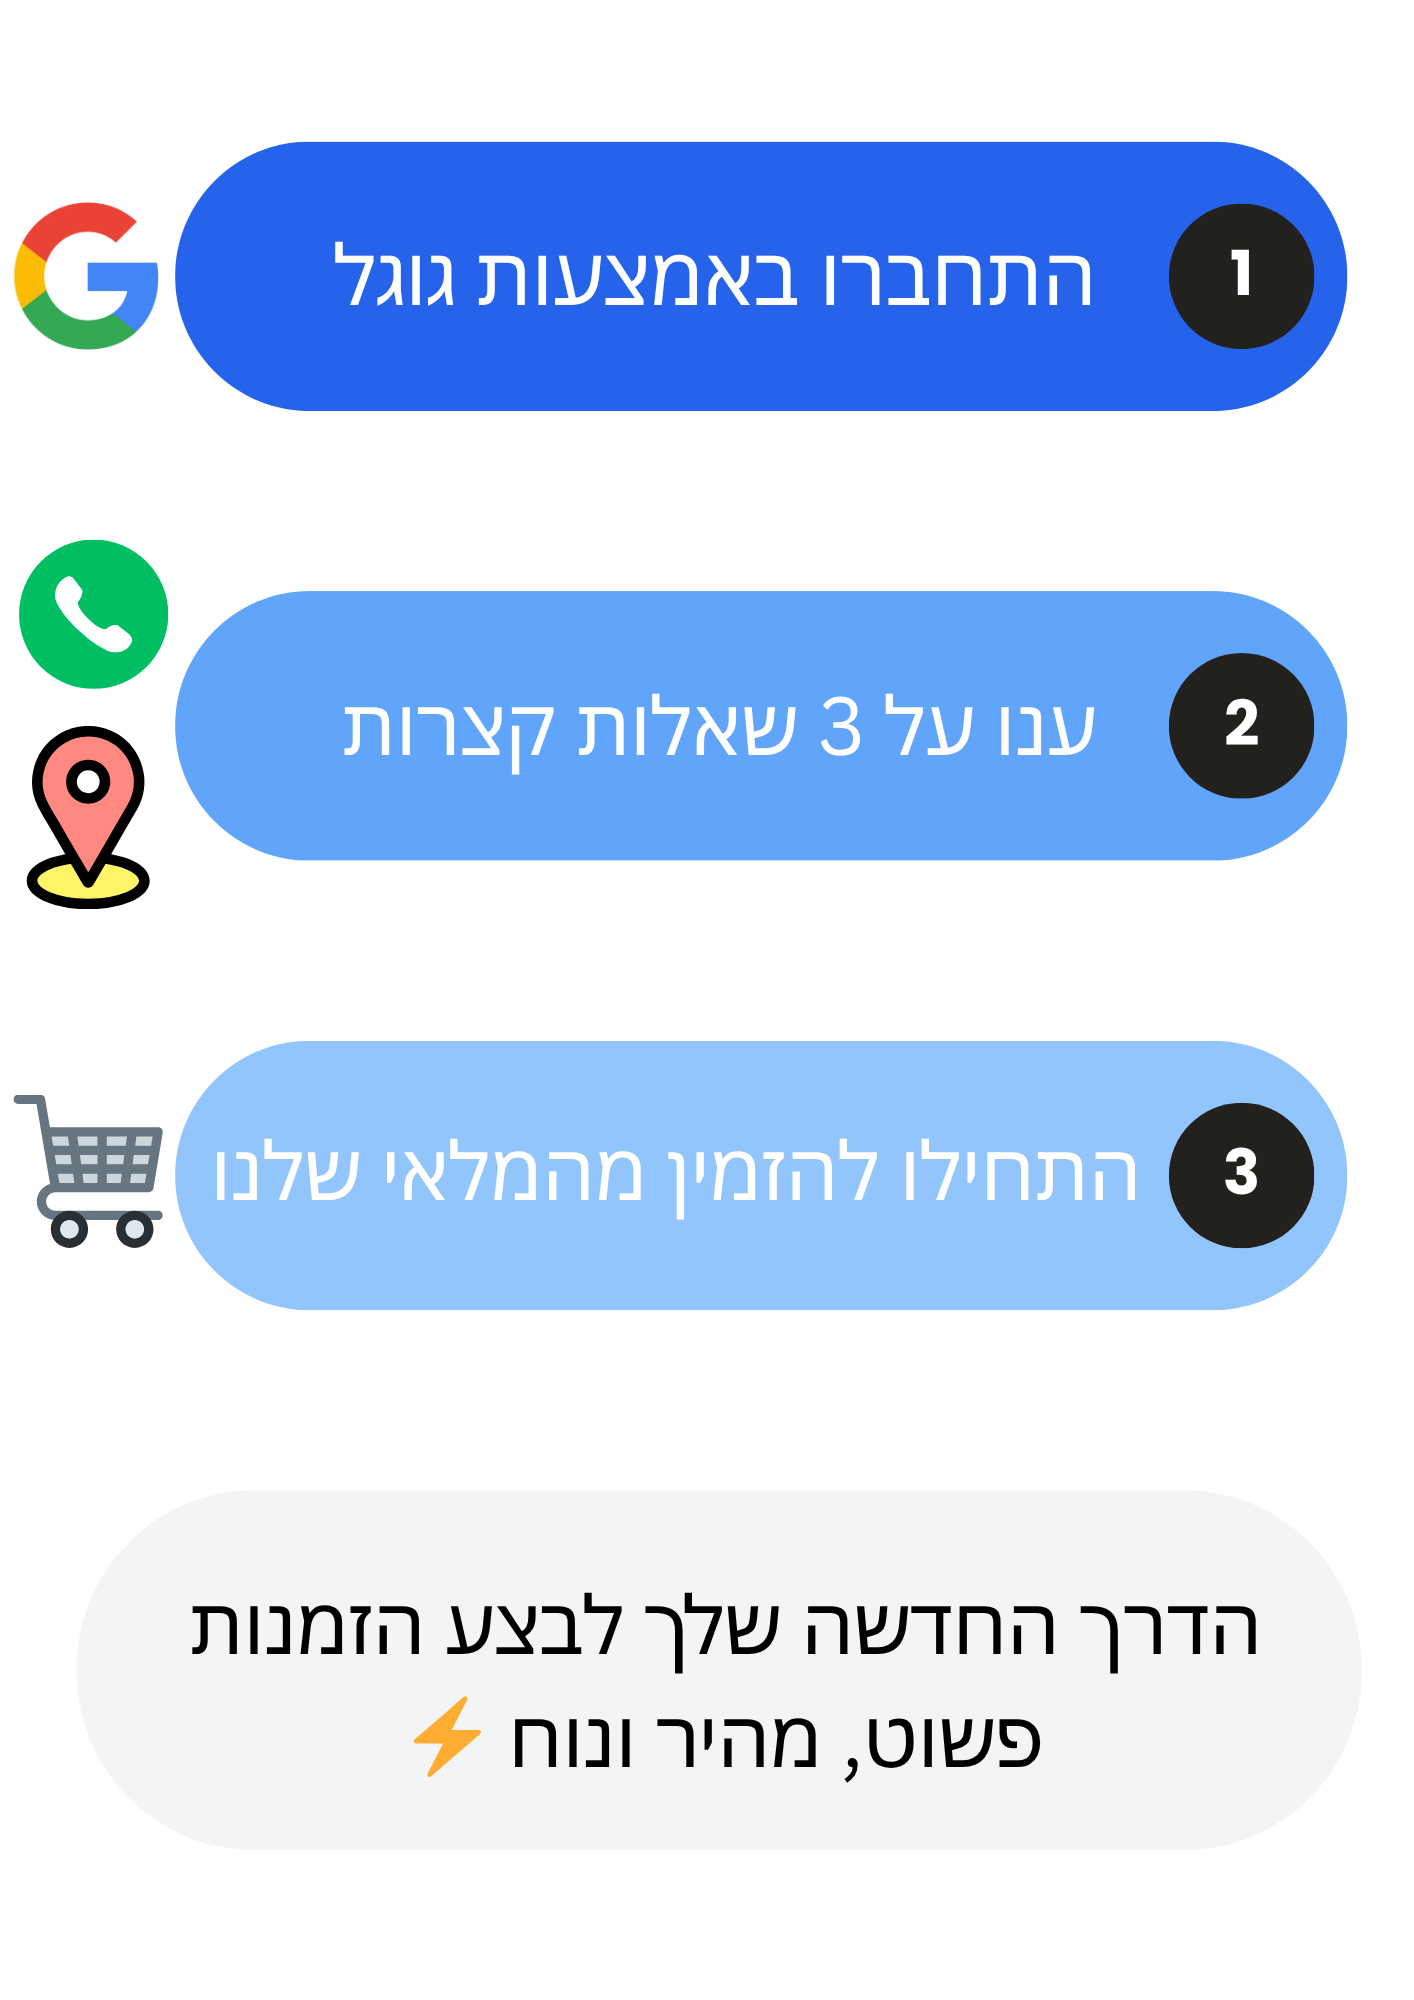 1 התחברו באמצעות גוגל
2 ענו על 3 שאלות קצרות
3 התחילו להזמין מהמלאי שלנו
הדרך החדשה שלך לבצע הזמנות
פשוט, מהיר ונוח ⚡